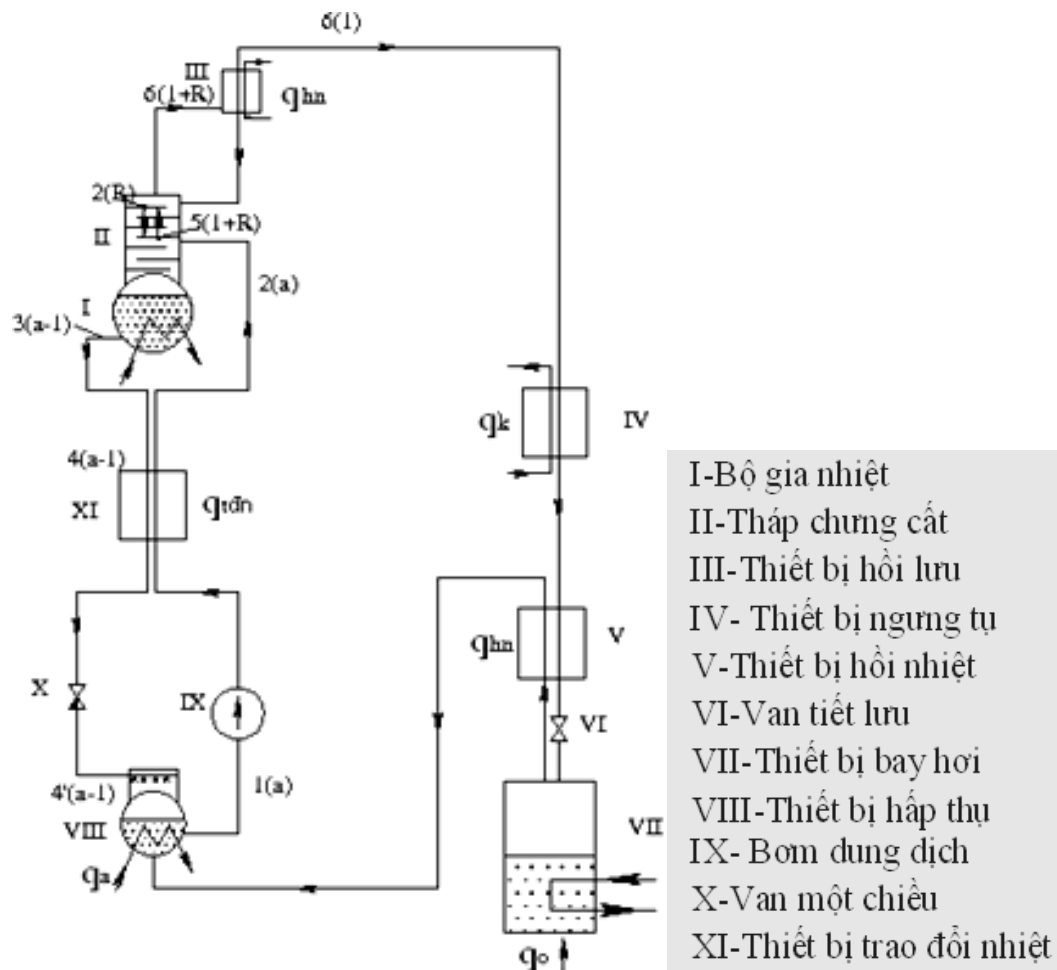 6(1)
III
6(1+R)
qhn
2(R)
5(1+R)
II
2(a)
I
3(a-1)
qk
IV
4(a-1)
XI
qtđn
qhn
V
X
IX
VI
4'(a-1)
1(a)
VIII
VII
qa
qo
I-Bộ gia nhiệt
II-Tháp chưng cất
III-Thiết bị hồi lưu
IV- Thiết bị ngưng tụ
V-Thiết bị hồi nhiệt
VI-Van tiết lưu
VII-Thiết bị bay hơi
VIII-Thiết bị hấp thụ
IX- Bơm dung dịch
X-Van một chiều
XI-Thiết bị trao đổi nhiệt